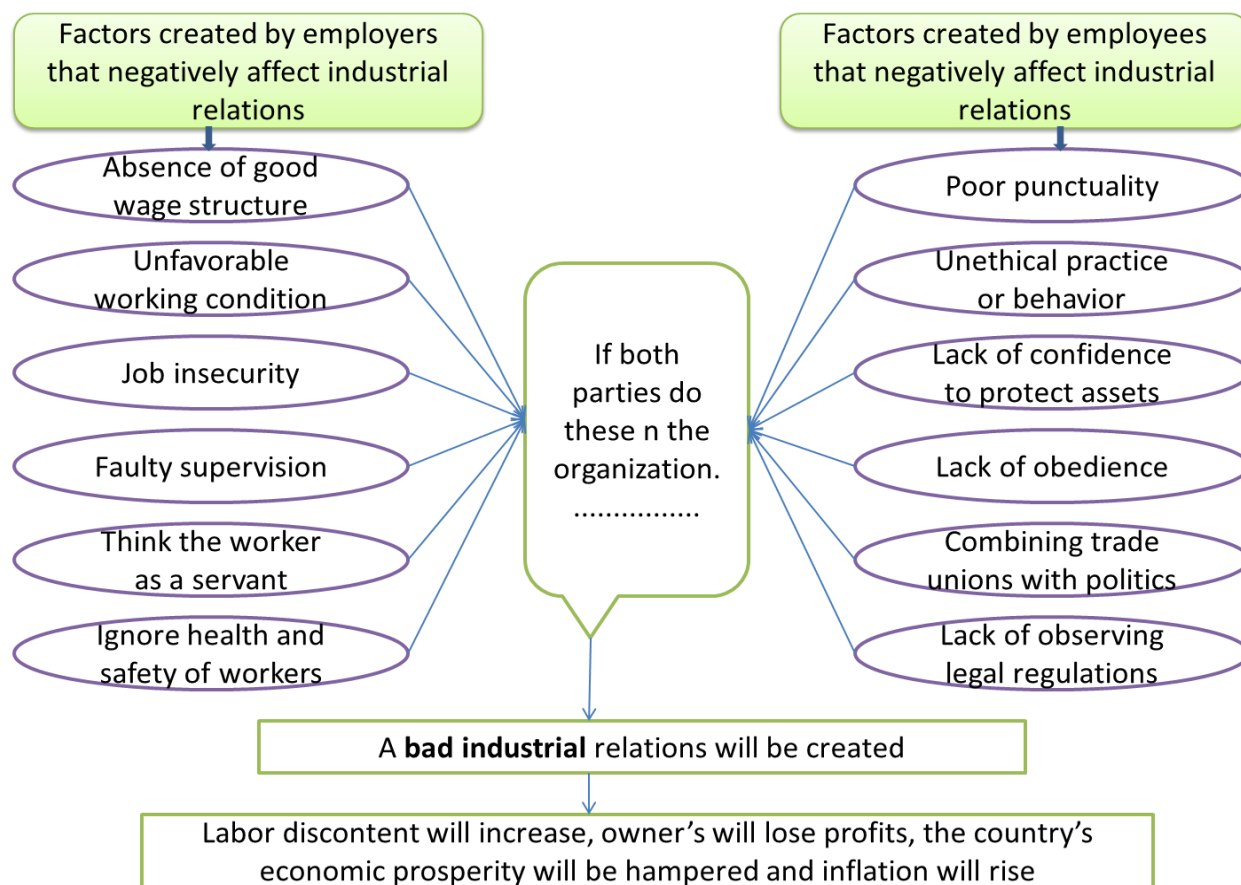 Factors created by employers
that negatively affect industrial
relations
Absence of good
wage structure
Unfavorable
working condition
Job insecurity
Faulty supervision
Think the worker
as a servant
Ignore health and
safety of workers
If both
parties do
these n the
organization.
................
Factors created by employees
that negatively affect industrial
relations
Poor punctuality
Unethical practice
or behavior
Lack of confidence
to protect assets
Lack of obedience
Combining trade
unions with politics
Lack of observing
legal regulations
A bad industrial relations will be created
Labor discontent will increase, owner’s will lose profits, the country’s
economic prosperity will be hampered and inflation will rise